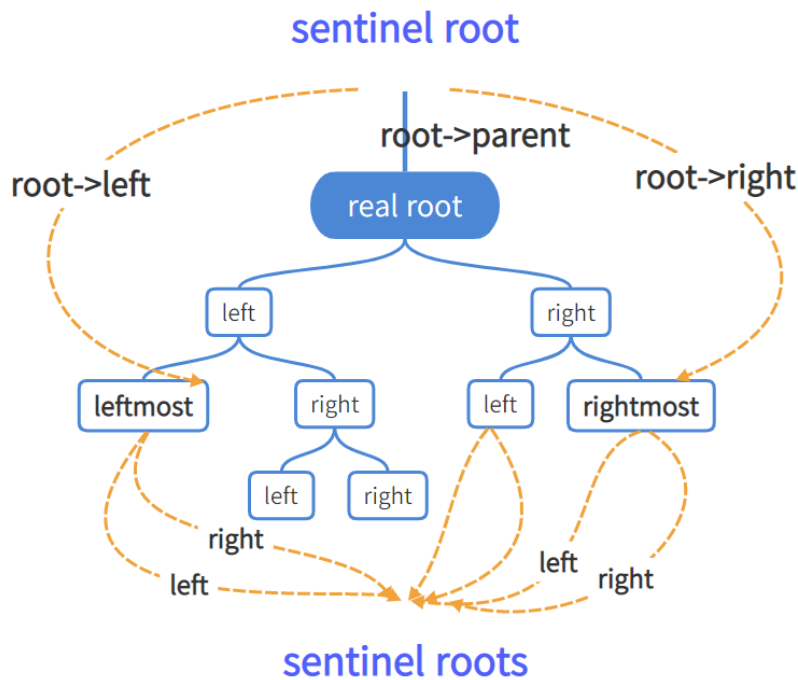 sentinel root
root->parent
root->left
root->right
real root
left
right
leftmost
right
left
rightmost
left
right
right
left
left
right
sentinel roots